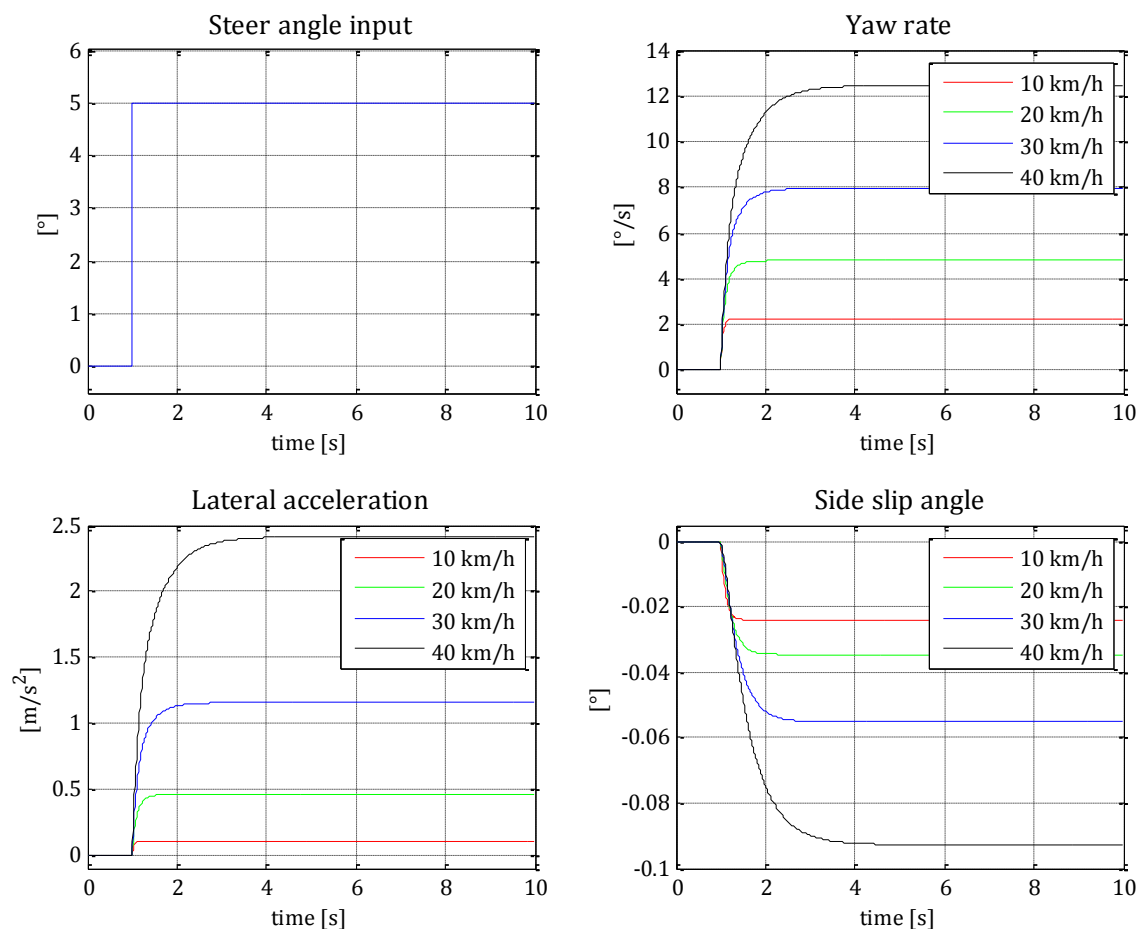 Steer angle input
6
5
4
3
2
1
0
[°]
0 2 4 6 8 10
time [s]
Yaw rate
14
12
10
8
6
4
2
0
[°/s]
10 km/h
20 km/h
30 km/h
40 km/h
0 2 4 6 8 10
time [s]
Lateral acceleration
2.5
2
1.5
1
0.5
0
[m/s²]
10 km/h
20 km/h
30 km/h
40 km/h
0 2 4 6 8 10
time [s]
Side slip angle
0
-0.02
-0.04
-0.06
-0.08
-0.1
[°]
10 km/h
20 km/h
30 km/h
40 km/h
0 2 4 6 8 10
time [s]